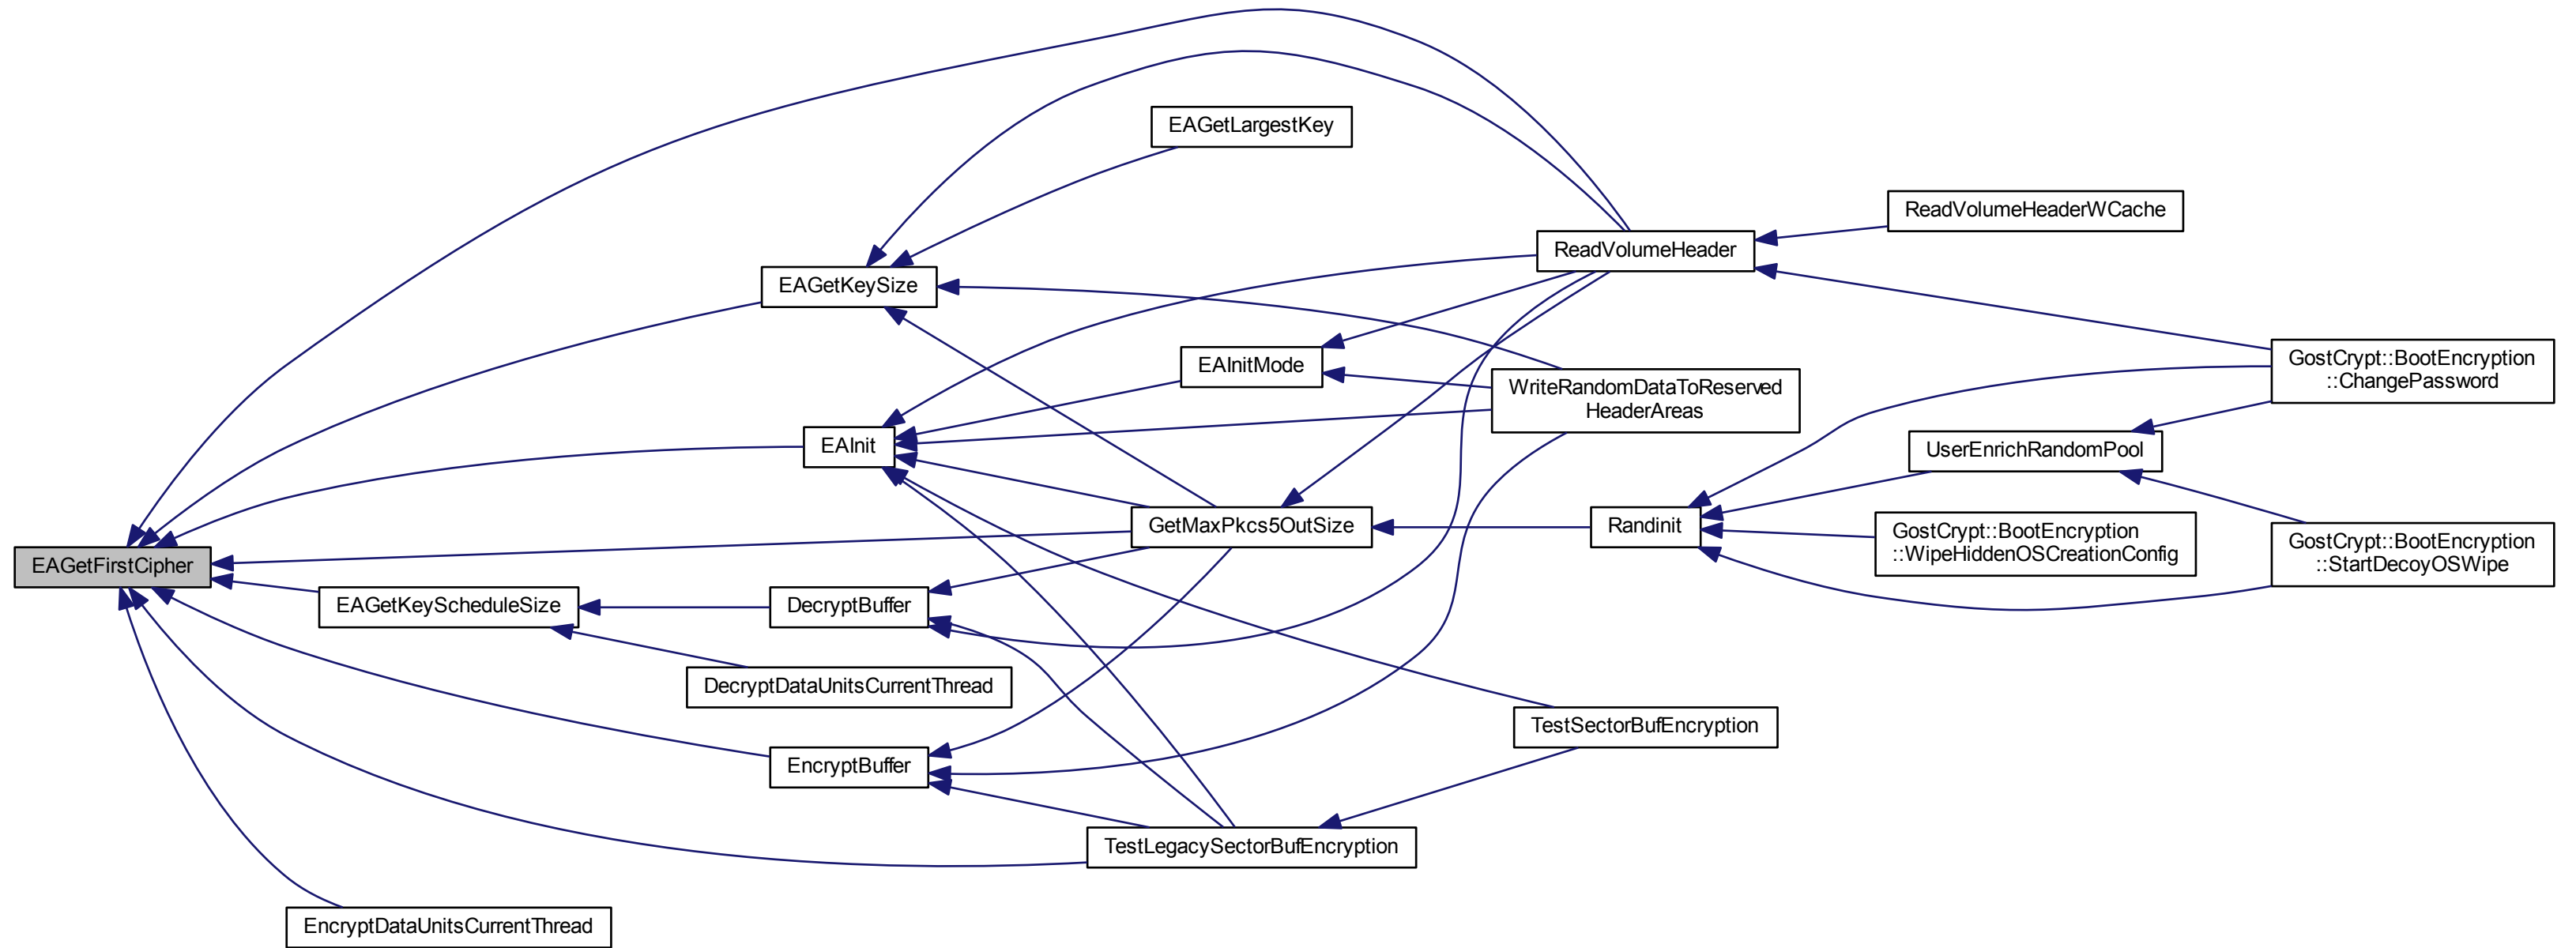 EAGetLargestKey
ReadVolumeHeaderWCache
ReadVolumeHeader
EAGetKeySize
EAInitMode
WriteRandomDataToReserved
HeaderAreas
GostCrypt::BootEncryption
::ChangePassword
EAInit
UserEnrichRandomPool
GetMaxPkcs5OutSize
Randinit
GostCrypt::BootEncryption
::WipeHiddenOSCreationConfig
GostCrypt::BootEncryption
::StartDecoyOSWipe
EAGetFirstCipher
EAGetKeyScheduleSize
DecryptBuffer
DecryptDataUnitsCurrentThread
TestSectorBufEncryption
EncryptBuffer
TestLegacySectorBufEncryption
EncryptDataUnitsCurrentThread